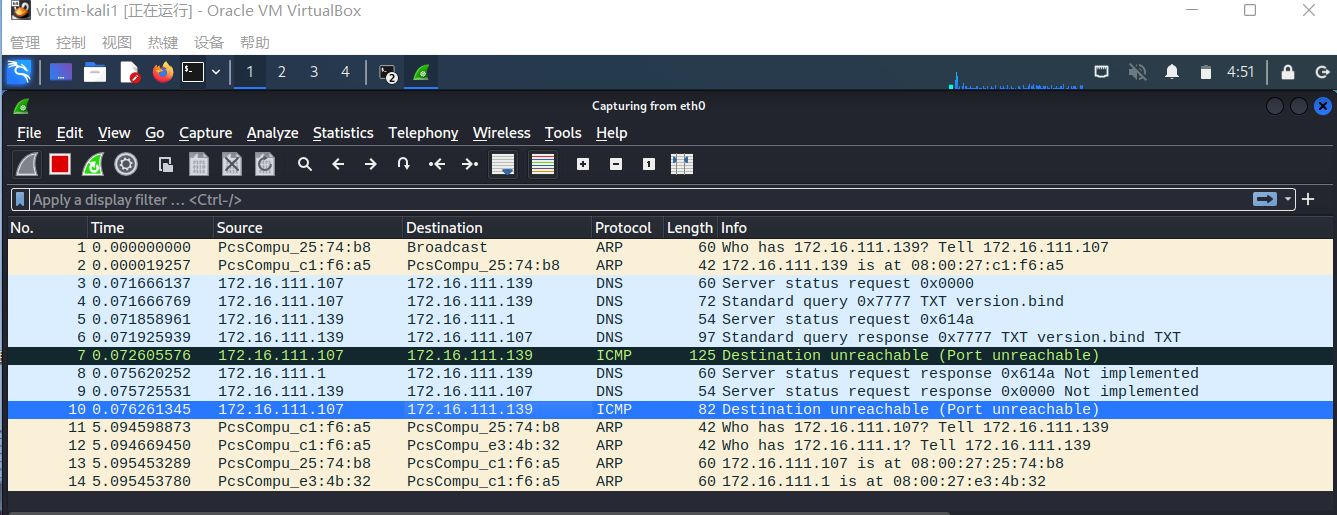 victim-kali1 [正在运行] - Oracle VM VirtualBox
管理 控制 视图 热键 设备 帮助
1 2 3 4 2 4:51
Capturing from eth0
File Edit View Go Capture Analyze Statistics Telephony Wireless Tools Help
Apply a display filter … <Ctrl-/>
No. Time Source Destination Protocol Length Info
1 0.000000000 PcsCompu_25:74:b8 Broadcast ARP 60 Who has 172.16.111.139? Tell 172.16.111.107
2 0.000019257 PcsCompu_c1:f6:a5 PcsCompu_25:74:b8 ARP 42 172.16.111.139 is at 08:00:27:c1:f6:a5
3 0.071666137 172.16.111.107 172.16.111.139 DNS 60 Server status request 0x0000
4 0.071666769 172.16.111.107 172.16.111.139 DNS 72 Standard query 0x7777 TXT version.bind
5 0.071858961 172.16.111.139 172.16.111.1 DNS 54 Server status request 0x614a
6 0.071925939 172.16.111.139 172.16.111.107 DNS 97 Standard query response 0x7777 TXT version.bind TXT
7 0.072605576 172.16.111.107 172.16.111.139 ICMP 125 Destination unreachable (Port unreachable)
8 0.075620252 172.16.111.1 172.16.111.139 DNS 60 Server status request response 0x614a Not implemented
9 0.075725531 172.16.111.139 172.16.111.107 DNS 54 Server status request response 0x0000 Not implemented
10 0.076261345 172.16.111.107 172.16.111.139 ICMP 82 Destination unreachable (Port unreachable)
11 5.094598873 PcsCompu_c1:f6:a5 PcsCompu_25:74:b8 ARP 42 Who has 172.16.111.107? Tell 172.16.111.139
12 5.094669450 PcsCompu_c1:f6:a5 PcsCompu_e3:4b:32 ARP 42 Who has 172.16.111.1? Tell 172.16.111.139
13 5.095453289 PcsCompu_25:74:b8 PcsCompu_c1:f6:a5 ARP 60 172.16.111.107 is at 08:00:27:25:74:b8
14 5.095453780 PcsCompu_e3:4b:32 PcsCompu_c1:f6:a5 ARP 60 172.16.111.1 is at 08:00:27:e3:4b:32